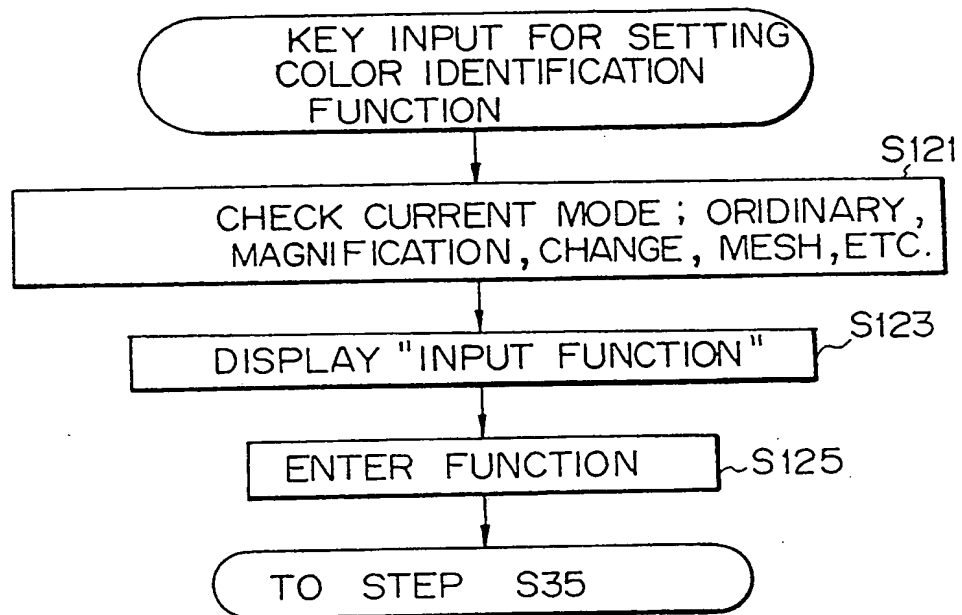 KEY INPUT FOR SETTING
COLOR IDENTIFICATION
FUNCTION
S121
CHECK CURRENT MODE ; ORIDINARY,
MAGNIFICATION, CHANGE, MESH, ETC.
S123
DISPLAY "INPUT FUNCTION"
ENTER FUNCTION
S125
TO STEP S35